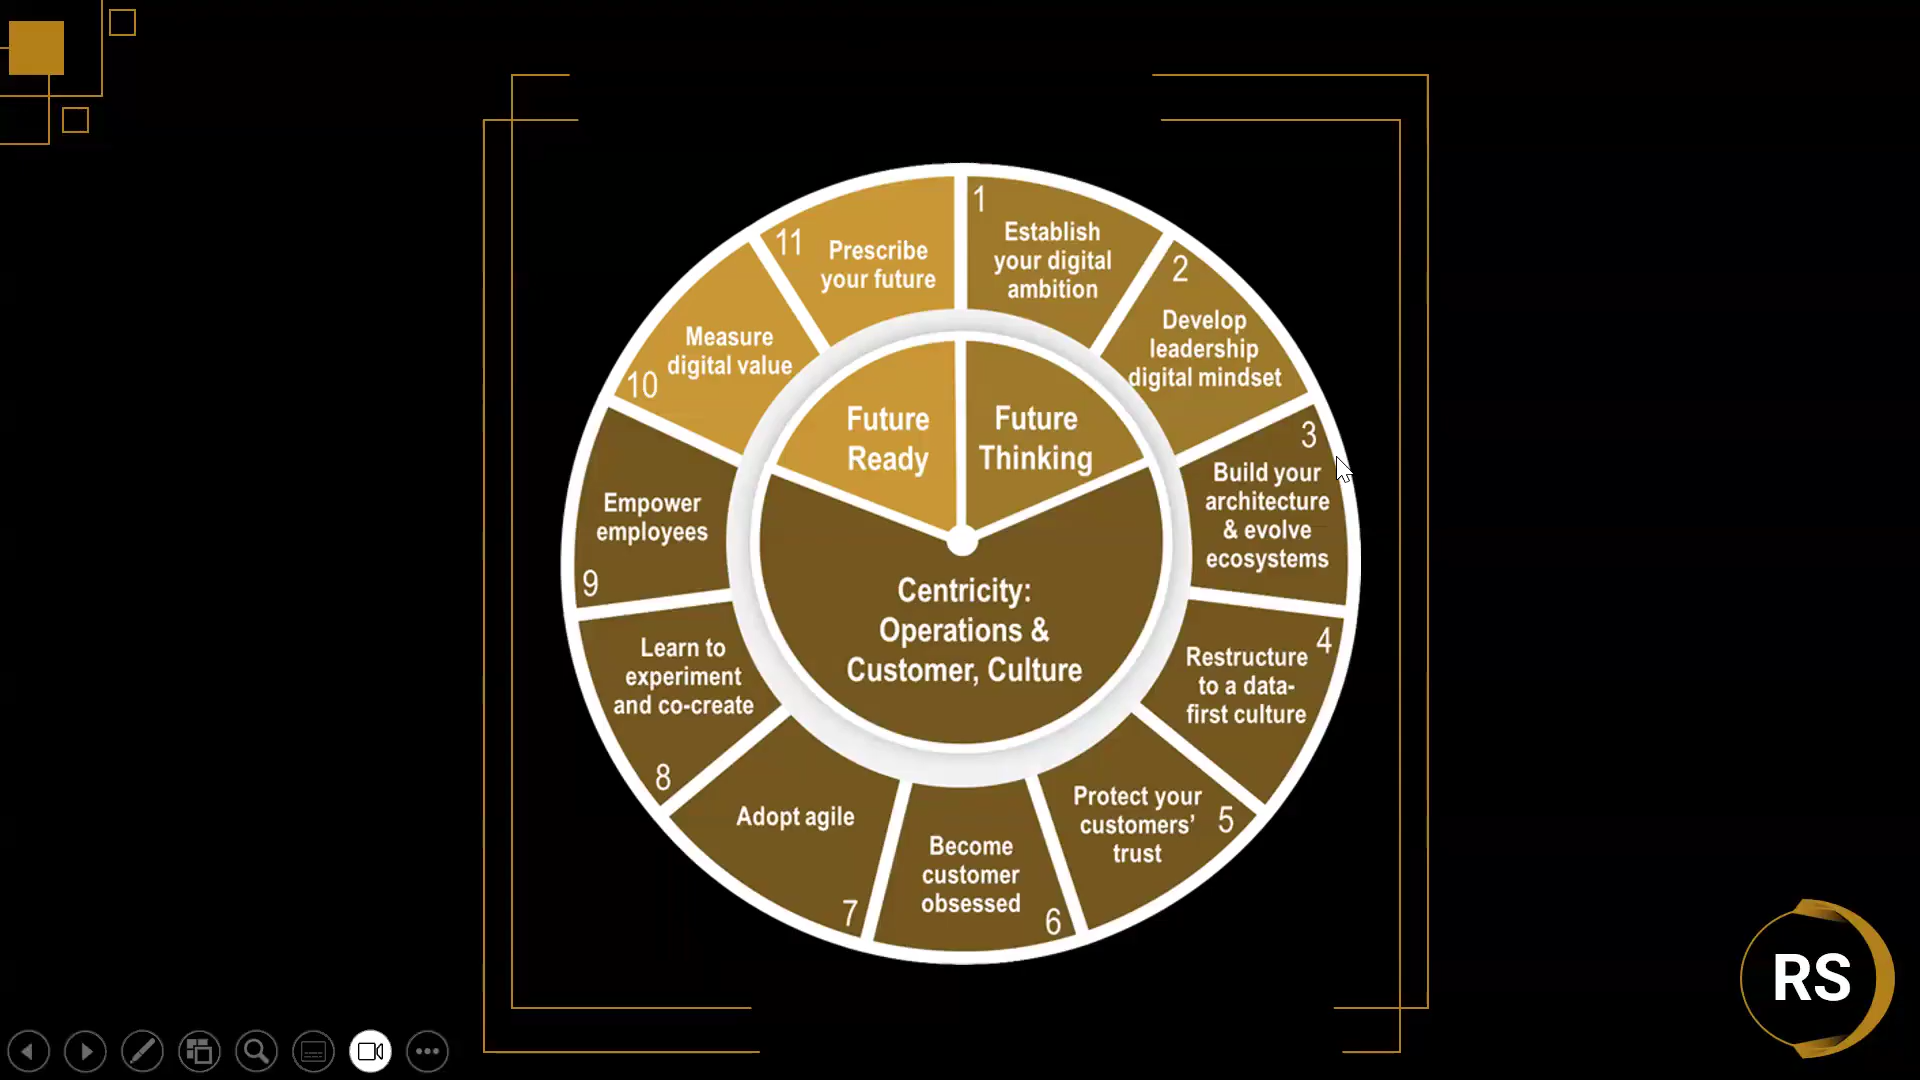 1
Establish
your digital
ambition
2
Develop
leadership
digital mindset
3
Build your
architecture
& evolve
ecosystems
4
Restructure
to a data-
first culture
5
Protect your
customers’
trust
6
Become
customer
obsessed
7
Adopt agile
8
Learn to
experiment
and co-create
9
Empower
employees
10
Measure
digital value
11
Prescribe
your future
Future
Ready
Future
Thinking
Centricity:
Operations &
Customer, Culture
RS